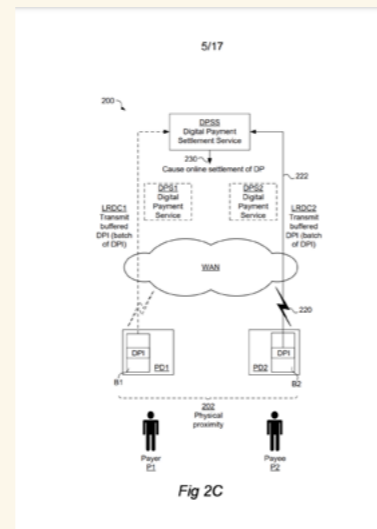 5/17
200
DPSS
Digital Payment
Settlement Service
230
Cause online settlement of DP
222
DPS1
Digital
Payment
Service
DPS2
Digital
Payment
Service
LRDC1
Transmit
buffered
DPI (batch
of DPI)
LRDC2
Transmit
buffered
DPI (batch
of DPI)
WAN
220
DPI
PD1
B1
DPI
PD2
B2
202
Physical
proximity
Payer
P1
Payee
P2
Fig 2C